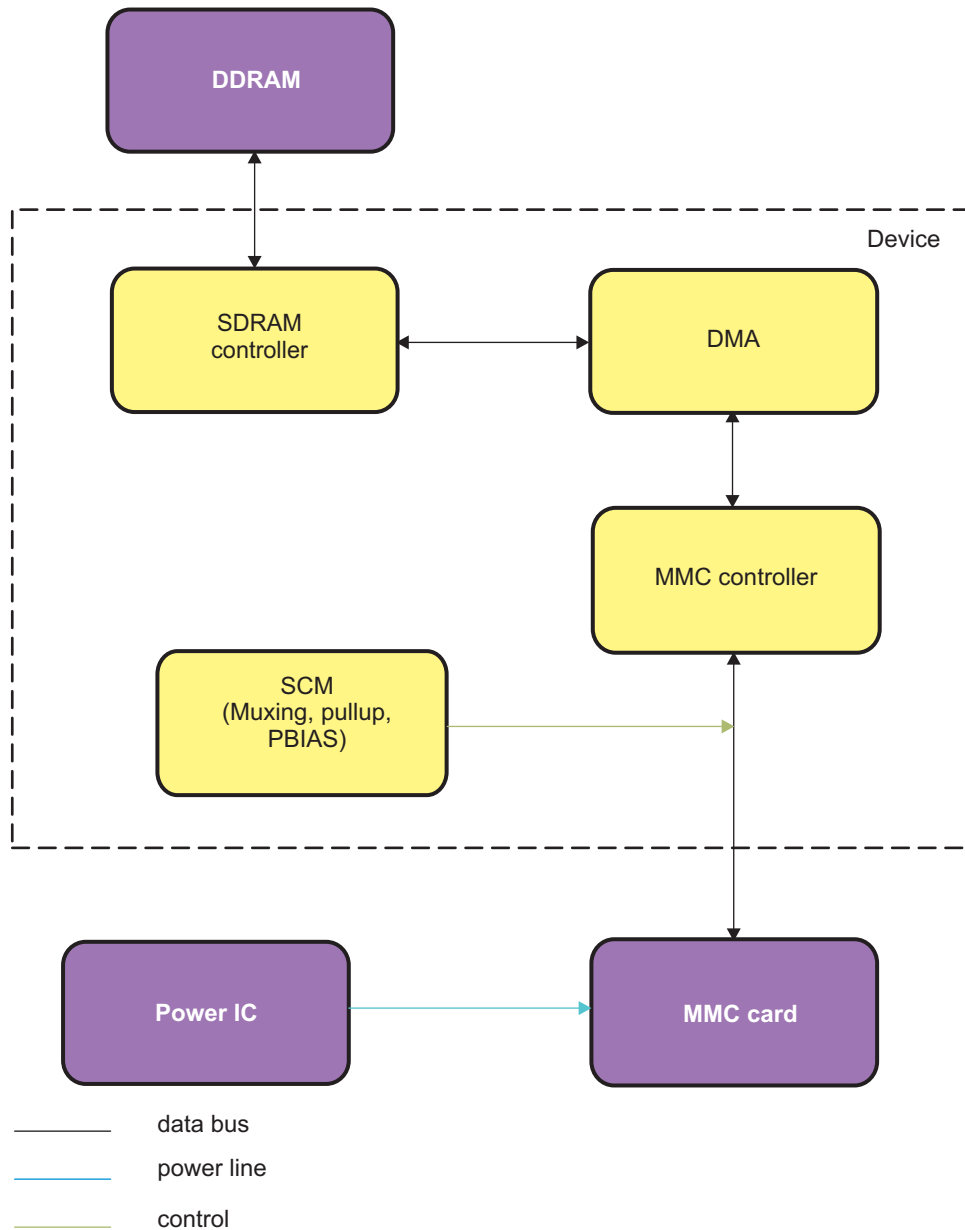 DDRAM
Device
SDRAM
controller
DMA
MMC controller
SCM
(Muxing, pullup,
PBIAS)
Power IC
MMC card
data bus
power line
control